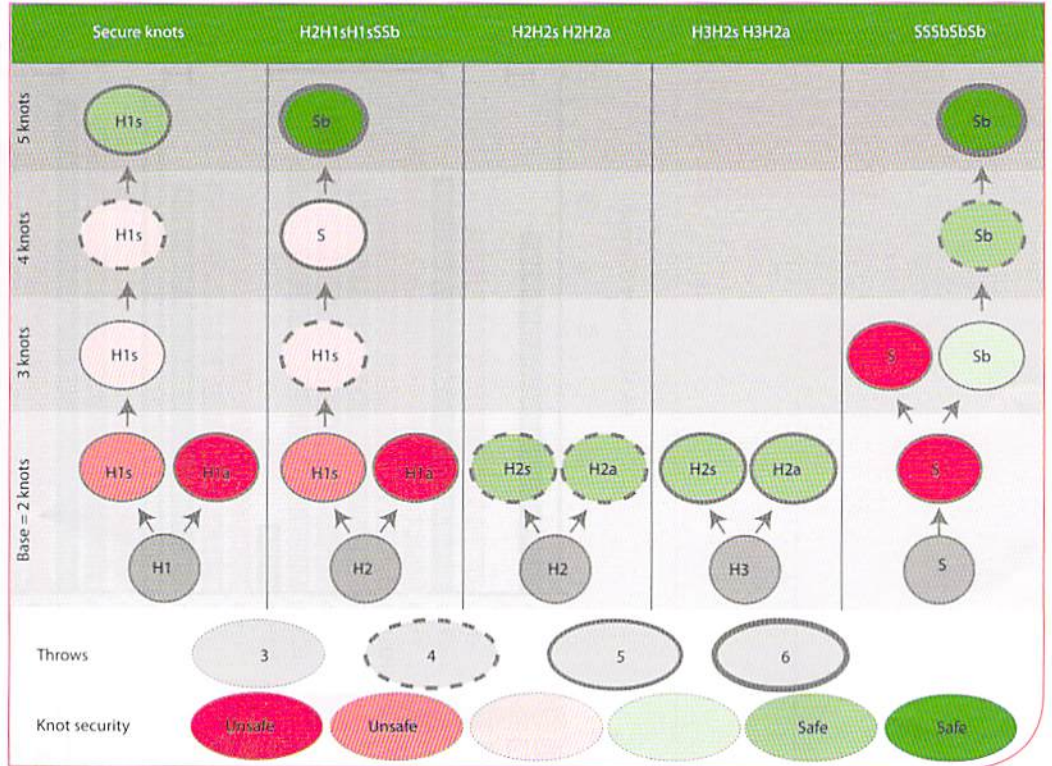 Secure knots H2H1sH1sSSb H2H2s H2H2a H3H2s H3H2a SSSbSbSb
5 knots
H1s Sb Sb
4 knots
H1s S Sb
3 knots
H1s H1s S Sb
Base = 2 knots
H1s H1a H1s H1a H2s H2a H2s H2a S
H1 H2 H2 H3 S
Throws 3 4 5 6
Knot security Unsafe Unsafe Safe Safe